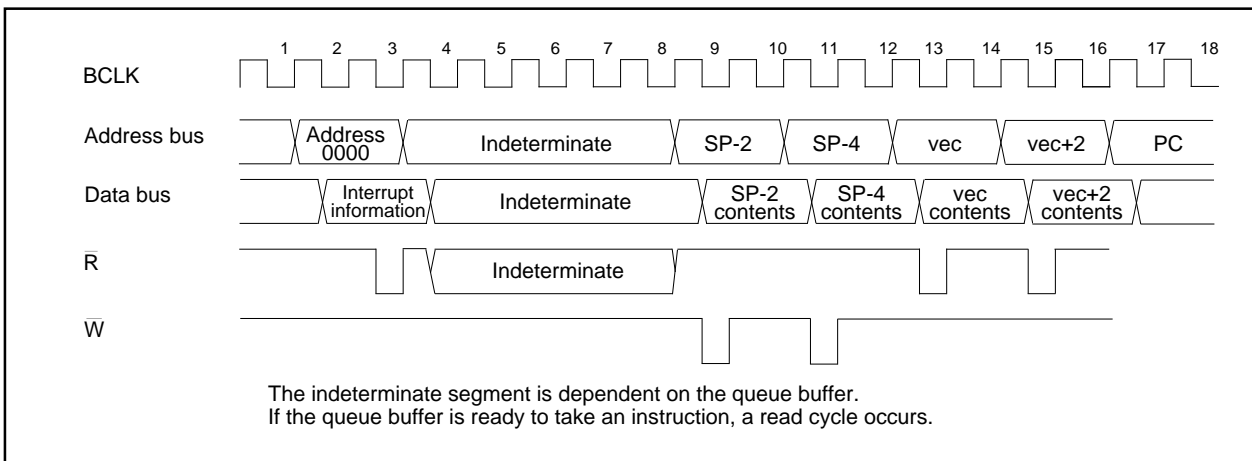 1 2 3 4 5 6 7 8 9 10 11 12 13 14 15 16 17 18
BCLK
Address bus
Address
0000
Indeterminate
SP-2
SP-4
vec
vec+2
PC
Data bus
Interrupt
information
Indeterminate
SP-2
contents
SP-4
contents
vec
contents
vec+2
contents
R̅
Indeterminate
W̅
The indeterminate segment is dependent on the queue buffer.
If the queue buffer is ready to take an instruction, a read cycle occurs.